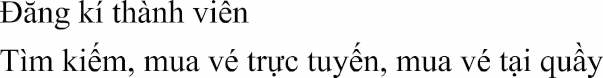 Đăng kí thành viên
Tìm kiếm, mua vé trực tuyến, mua vé tại quầy